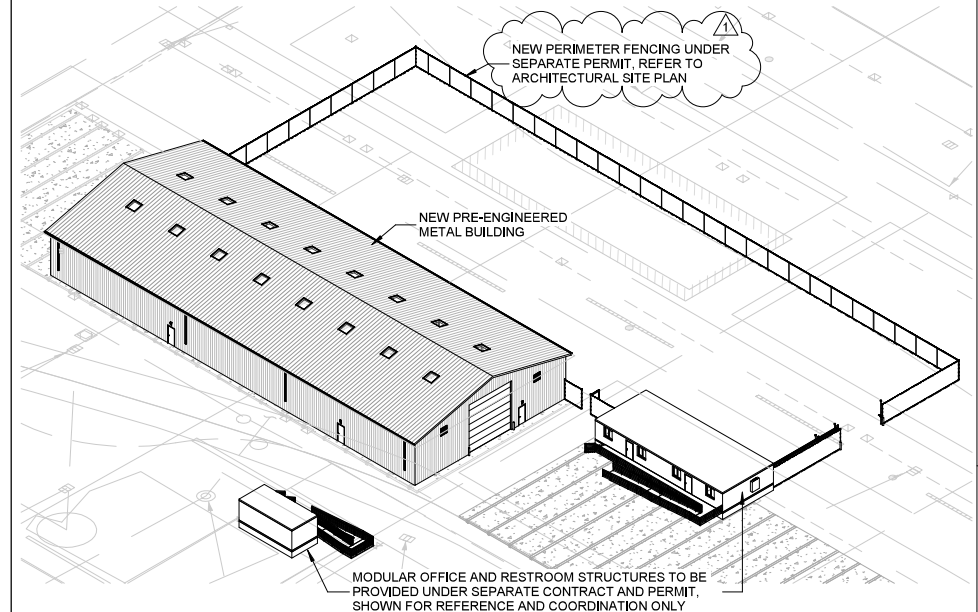 1
NEW PERIMETER FENCING UNDER
SEPARATE PERMIT, REFER TO
ARCHITECTURAL SITE PLAN
NEW PRE-ENGINEERED
METAL BUILDING
MODULAR OFFICE AND RESTROOM STRUCTURES TO BE
PROVIDED UNDER SEPARATE CONTRACT AND PERMIT,
SHOWN FOR REFERENCE AND COORDINATION ONLY